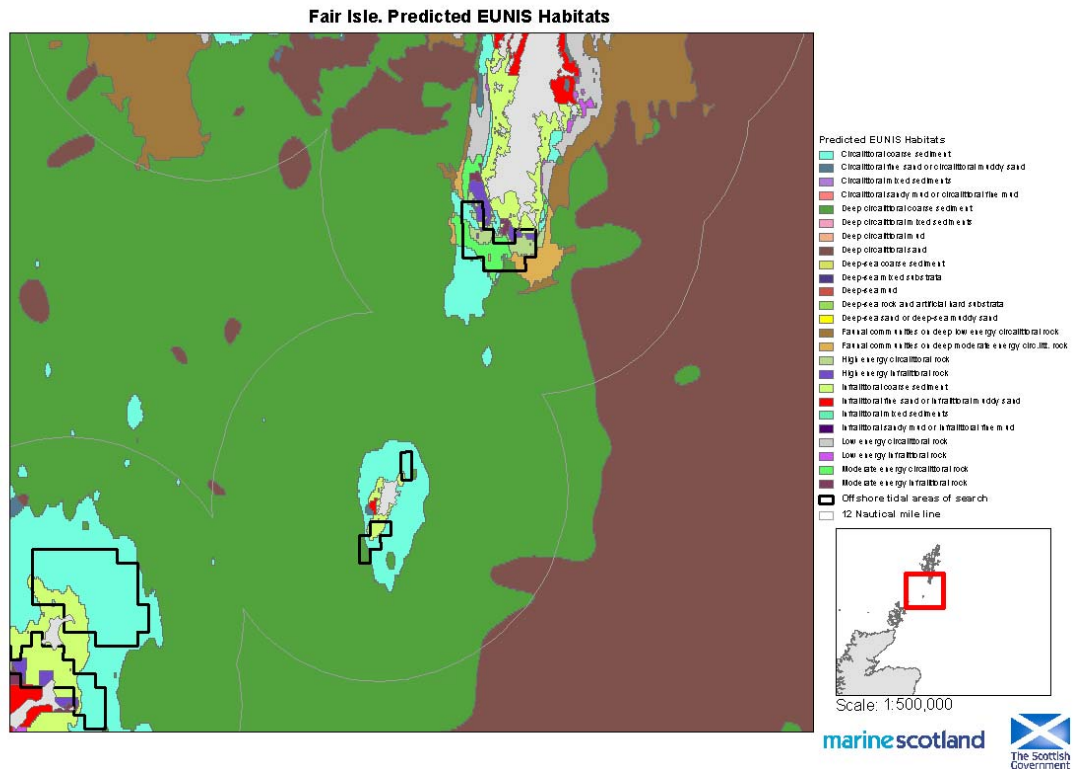 Fair Isle. Predicted EUNIS Habitats
Predicted EUNIS Habitats
Circalittoral coarse sediment
Circalittoral fine sand or circalittoral muddy sand
Circalittoral mixed sediments
Circalittoral sandy mud or circalittoral fine mud
Deep circalittoral coarse sediment
Deep circalittoral mixed sediments
Deep circalittoral mud
Deep circalittoral sand
Deep-sea coarse sediment
Deep-sea mixed substrata
Deep-sea mud
Deep-sea rock and artificial hard substrata
Deep-sea sand or deep-sea muddy sand
Faunal communities on deep low energy circalittoral rock
Faunal communities on deep moderate energy circ.litt. rock
High energy circalittoral rock
High energy infralittoral rock
Infralittoral coarse sediment
Infralittoral fine sand or infralittoral muddy sand
Infralittoral mixed sediments
Infralittoral sandy mud or infralittoral fine mud
Low energy circalittoral rock
Low energy infralittoral rock
Moderate energy circalittoral rock
Moderate energy infralittoral rock
Offshore tidal areas of search
12 Nautical mile line
Scale: 1:500,000
marinescotland
The Scottish
Government